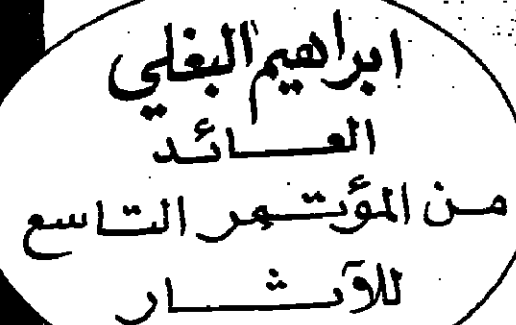 ابراهيم البغلي
العائد
من المؤتمر التاسع
للآثار